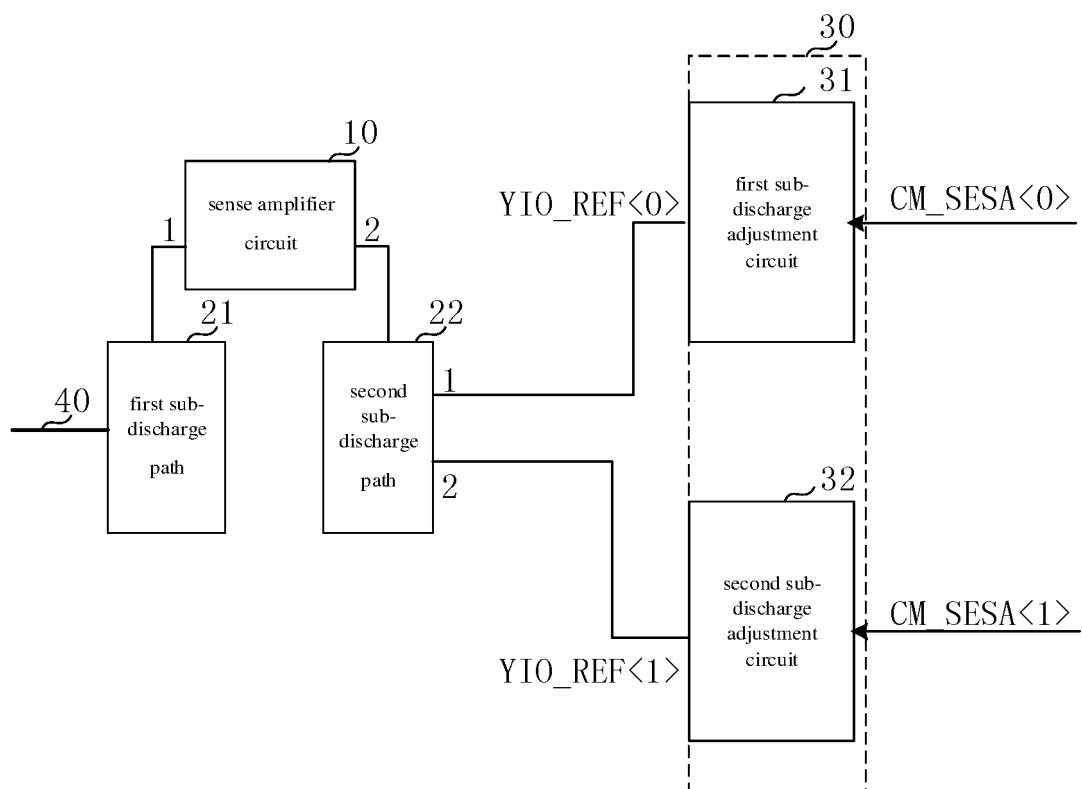 30
31
10
sense amplifier
circuit
1
2
YIO_REF<0>
first sub-
discharge
adjustment
circuit
CM_SESA<0>
21
22
40
first sub-
discharge
path
second
sub-
discharge
path
1
2
32
YIO_REF<1>
second sub-
discharge
adjustment
circuit
CM_SESA<1>